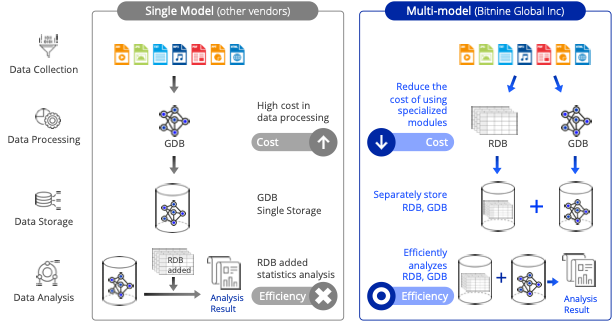 Single Model (other vendors)
Multi-model (Bitnine Global Inc)
Data Collection
Data Processing
Data Storage
Data Analysis
GDB
High cost in
data processing
Cost
GDB
Single Storage
RDB
added
RDB added
statistics analysis
Analysis
Result
Efficiency
Reduce the
cost of using
specialized
modules
Cost
RDB
GDB
Separately store
RDB, GDB
Efficiently
analyzes
RDB, GDB
Efficiency
Analysis
Result